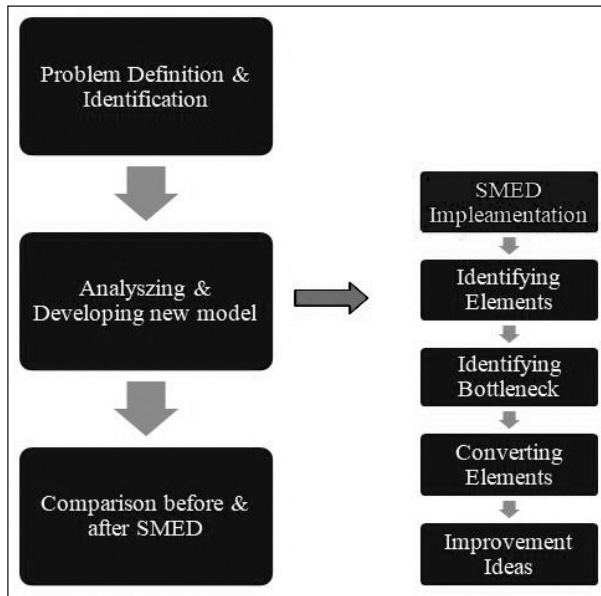 Problem Definition &
Identification
Analyszing &
Developing new model
Comparison before &
after SMED
SMED
Impleamentation
Identifying
Elements
Identifying
Bottleneck
Converting
Elements
Improvement
Ideas